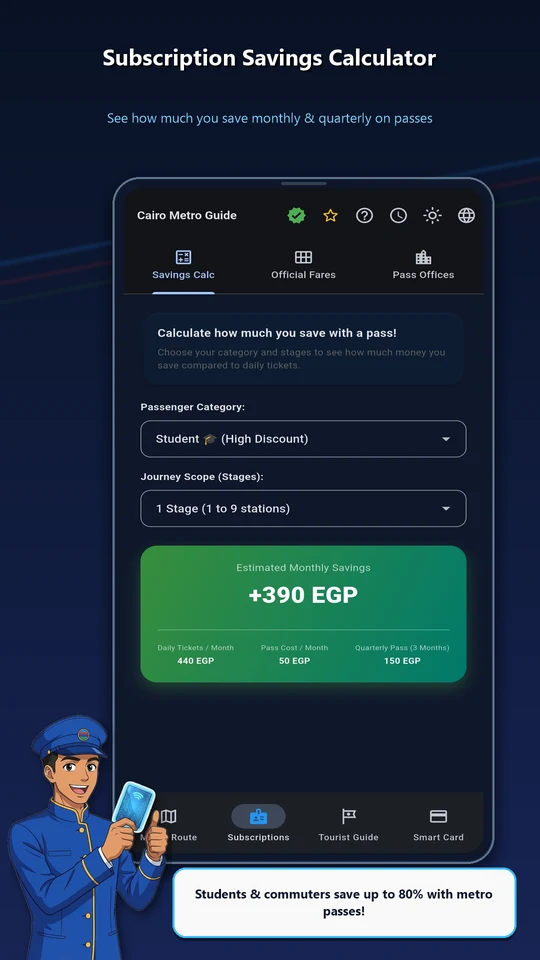 Subscription Savings Calculator
See how much you save monthly & quarterly on passes
Cairo Metro Guide
Savings Calc
Official Fares
Pass Offices
Calculate how much you save with a pass!
Choose your category and stages to see how much money you
save compared to daily tickets.
Passenger Category:
Student 🎓 (High Discount)
Journey Scope (Stages):
1 Stage (1 to 9 stations)
Estimated Monthly Savings
+390 EGP
Daily Tickets / Month
Pass Cost / Month
Quarterly Pass (3 Months)
440 EGP
50 EGP
150 EGP
Route
Subscriptions
Tourist Guide
Smart Card
Students & commuters save up to 80% with metro
passes!